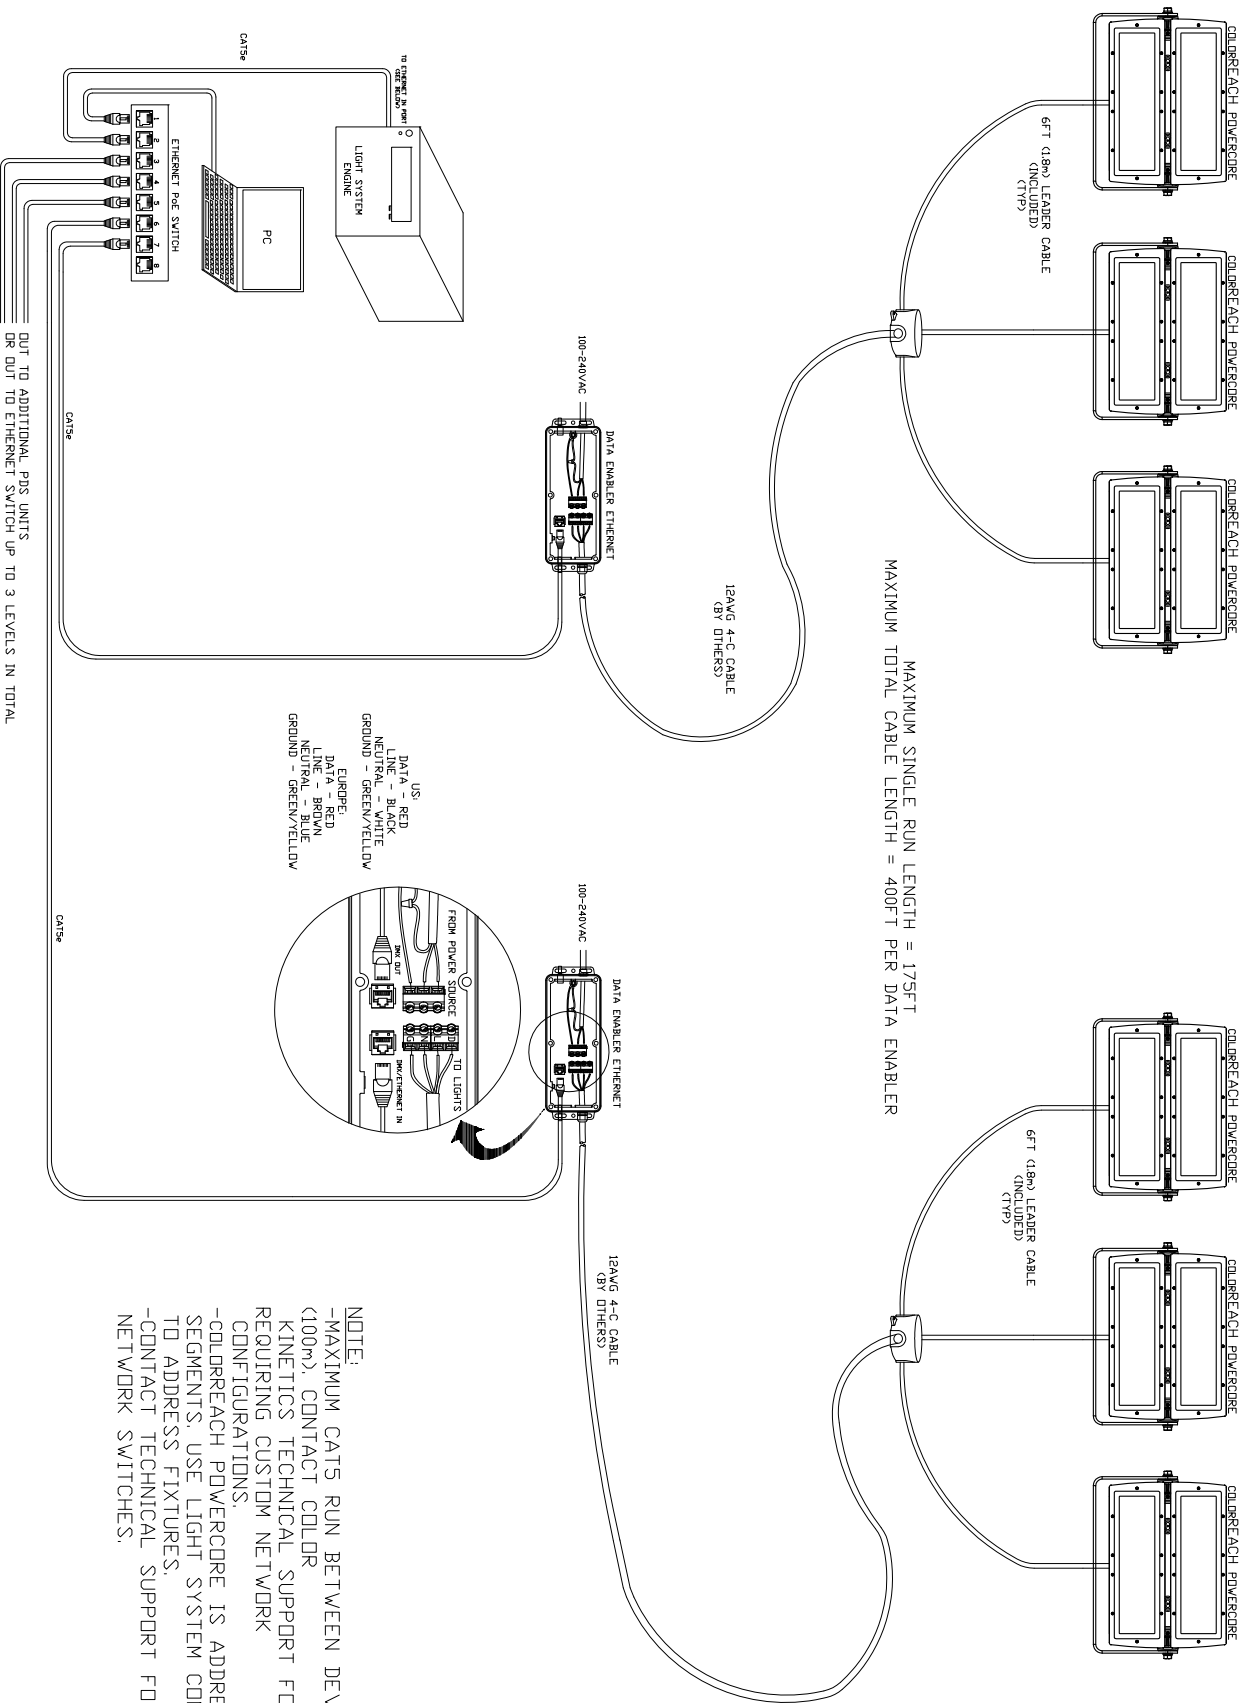 COLORREACH POWERCORE
COLORREACH POWERCORE
COLORREACH POWERCORE
COLORREACH POWERCORE
COLORREACH POWERCORE
COLORREACH POWERCORE
6FT (1.8m) LEADER CABLE
(INCLUDED)
(TYP)
6FT (1.8m) LEADER CABLE
(INCLUDED)
(TYP)
MAXIMUM SINGLE RUN LENGTH = 175FT
MAXIMUM TOTAL CABLE LENGTH = 400FT PER DATA ENABLER
12AWG 4-C CABLE
(BY OTHERS)
12AWG 4-C CABLE
(BY OTHERS)
100-240VAC
DATA ENABLER ETHERNET
100-240VAC
DATA ENABLER ETHERNET
TO ETHERNET IN PORT
(SEE BELOW)
LIGHT SYSTEM
ENGINE
PC
CAT5e
ETHERNET PoE SWITCH
1 2 3 4 5 6 7 8
US:
DATA - RED
LINE - BLACK
NEUTRAL - WHITE
GROUND - GREEN/YELLOW
EUROPE:
DATA - RED
LINE - BROWN
NEUTRAL - BLUE
GROUND - GREEN/YELLOW
FROM POWER SOURCE
TO LIGHTS
G N L D
DMX OUT
DMX/ETHERNET IN
CAT5e
CAT5e
OUT TO ADDITIONAL PDS UNITS
OR OUT TO ETHERNET SWITCH UP TO 3 LEVELS IN TOTAL
NOTE:
-MAXIMUM CAT5 RUN BETWEEN
(100m). CONTACT COLOR
KINETICS TECHNICAL SUPPORT
REQUIRING CUSTOM NETWORK
CONFIGURATIONS.
-COLORREACH POWERCORE IS
SEGMENTS. USE LIGHT SYSTEM
TO ADDRESS FIXTURES.
-CONTACT TECHNICAL SUPPORT
NETWORK SWITCHES.